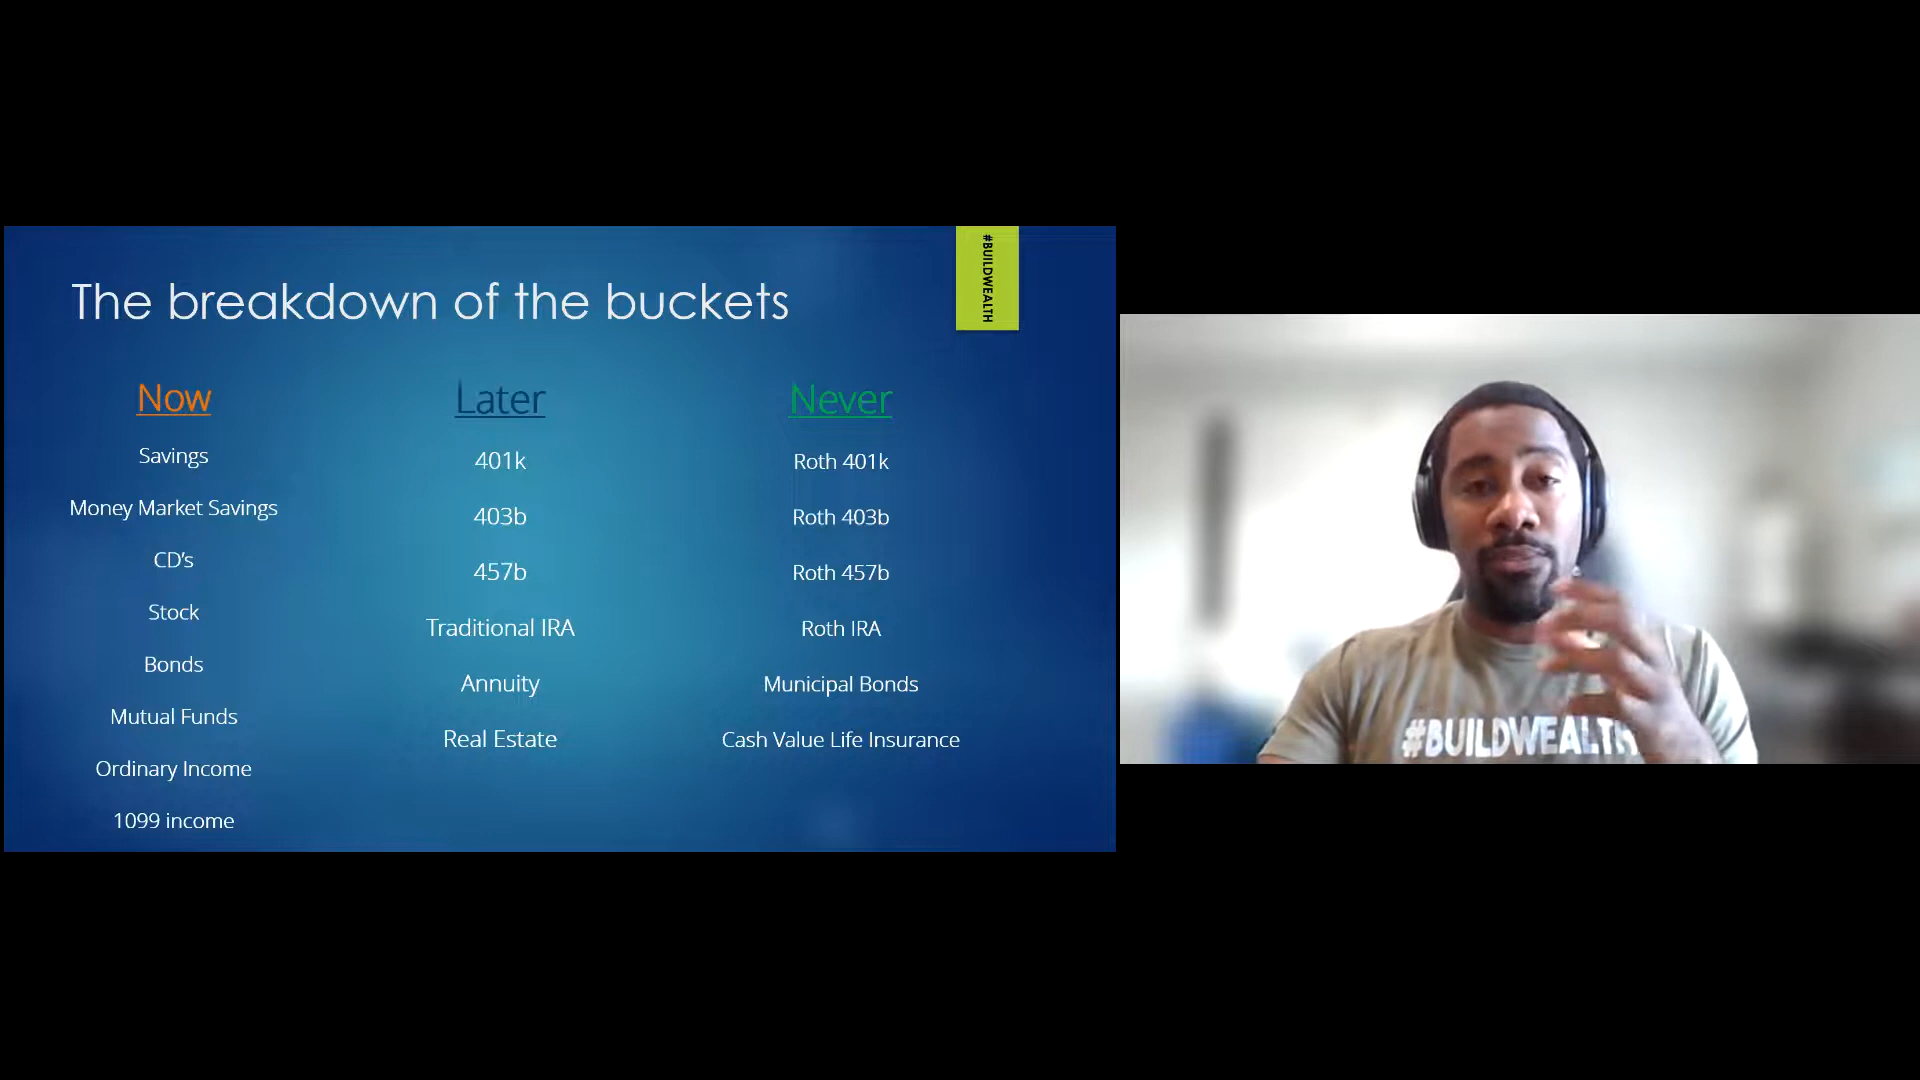 The breakdown of the buckets
#BUILDWEALTH
Now
Savings
Money Market Savings
CD's
Stock
Bonds
Mutual Funds
Ordinary Income
1099 income
Later
401k
403b
457b
Traditional IRA
Annuity
Real Estate
Never
Roth 401k
Roth 403b
Roth 457b
Roth IRA
Municipal Bonds
Cash Value Life Insurance
#BUILDWEALTH